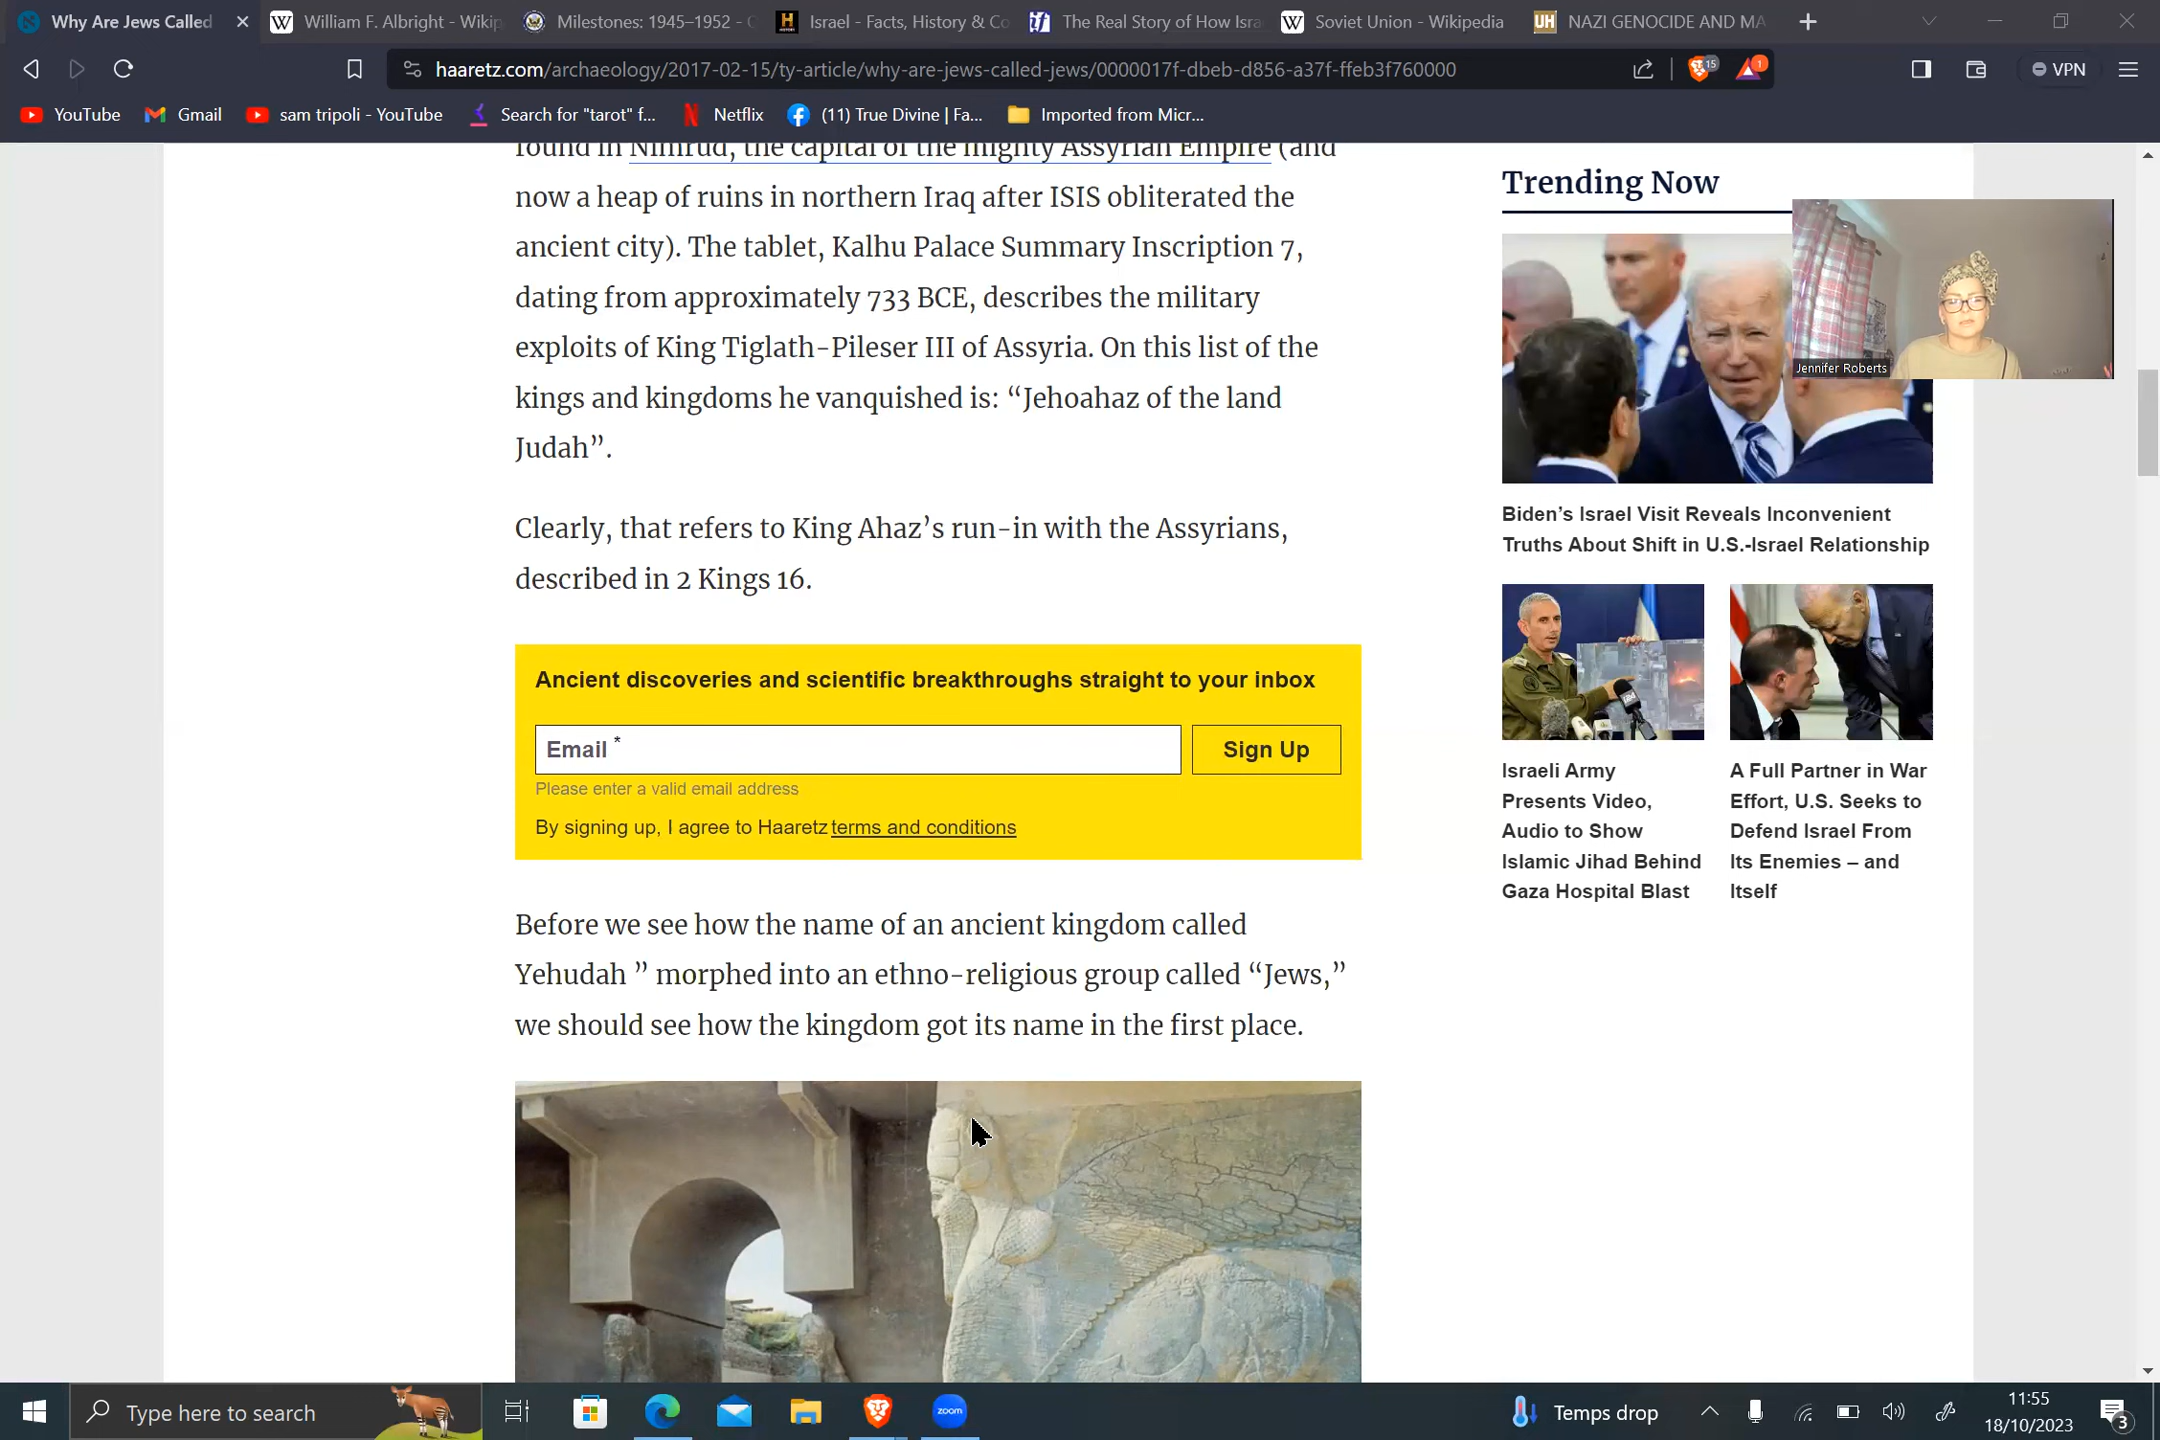 Why Are Jews Called
William F. Albright - Wikip
Milestones: 1945–1952 - O
Israel - Facts, History & Co
The Real Story of How Isra
Soviet Union - Wikipedia
NAZI GENOCIDE AND MA
haaretz.com/archaeology/2017-02-15/ty-article/why-are-jews-called-jews/0000017f-dbeb-d856-a37f-ffeb3f760000
15
1
VPN
YouTube
Gmail
sam tripoli - YouTube
Search for "tarot" f...
Netflix
(11) True Divine | Fa...
Imported from Micr...
found in Nimrud, the capital of the mighty Assyrian Empire (and
now a heap of ruins in northern Iraq after ISIS obliterated the
ancient city). The tablet, Kalhu Palace Summary Inscription 7,
dating from approximately 733 BCE, describes the military
exploits of King Tiglath-Pileser III of Assyria. On this list of the
kings and kingdoms he vanquished is: “Jehoahaz of the land
Judah”.
Clearly, that refers to King Ahaz’s run-in with the Assyrians,
described in 2 Kings 16.
Ancient discoveries and scientific breakthroughs straight to your inbox
Email *
Sign Up
Please enter a valid email address
By signing up, I agree to Haaretz terms and conditions
Before we see how the name of an ancient kingdom called
Yehudah ” morphed into an ethno-religious group called “Jews,”
we should see how the kingdom got its name in the first place.
Trending Now
Jennifer Roberts
Biden’s Israel Visit Reveals Inconvenient
Truths About Shift in U.S.-Israel Relationship
Israeli Army
Presents Video,
Audio to Show
Islamic Jihad Behind
Gaza Hospital Blast
A Full Partner in War
Effort, U.S. Seeks to
Defend Israel From
Its Enemies – and
Itself
Type here to search
zoom
Temps drop
11:55
18/10/2023
3